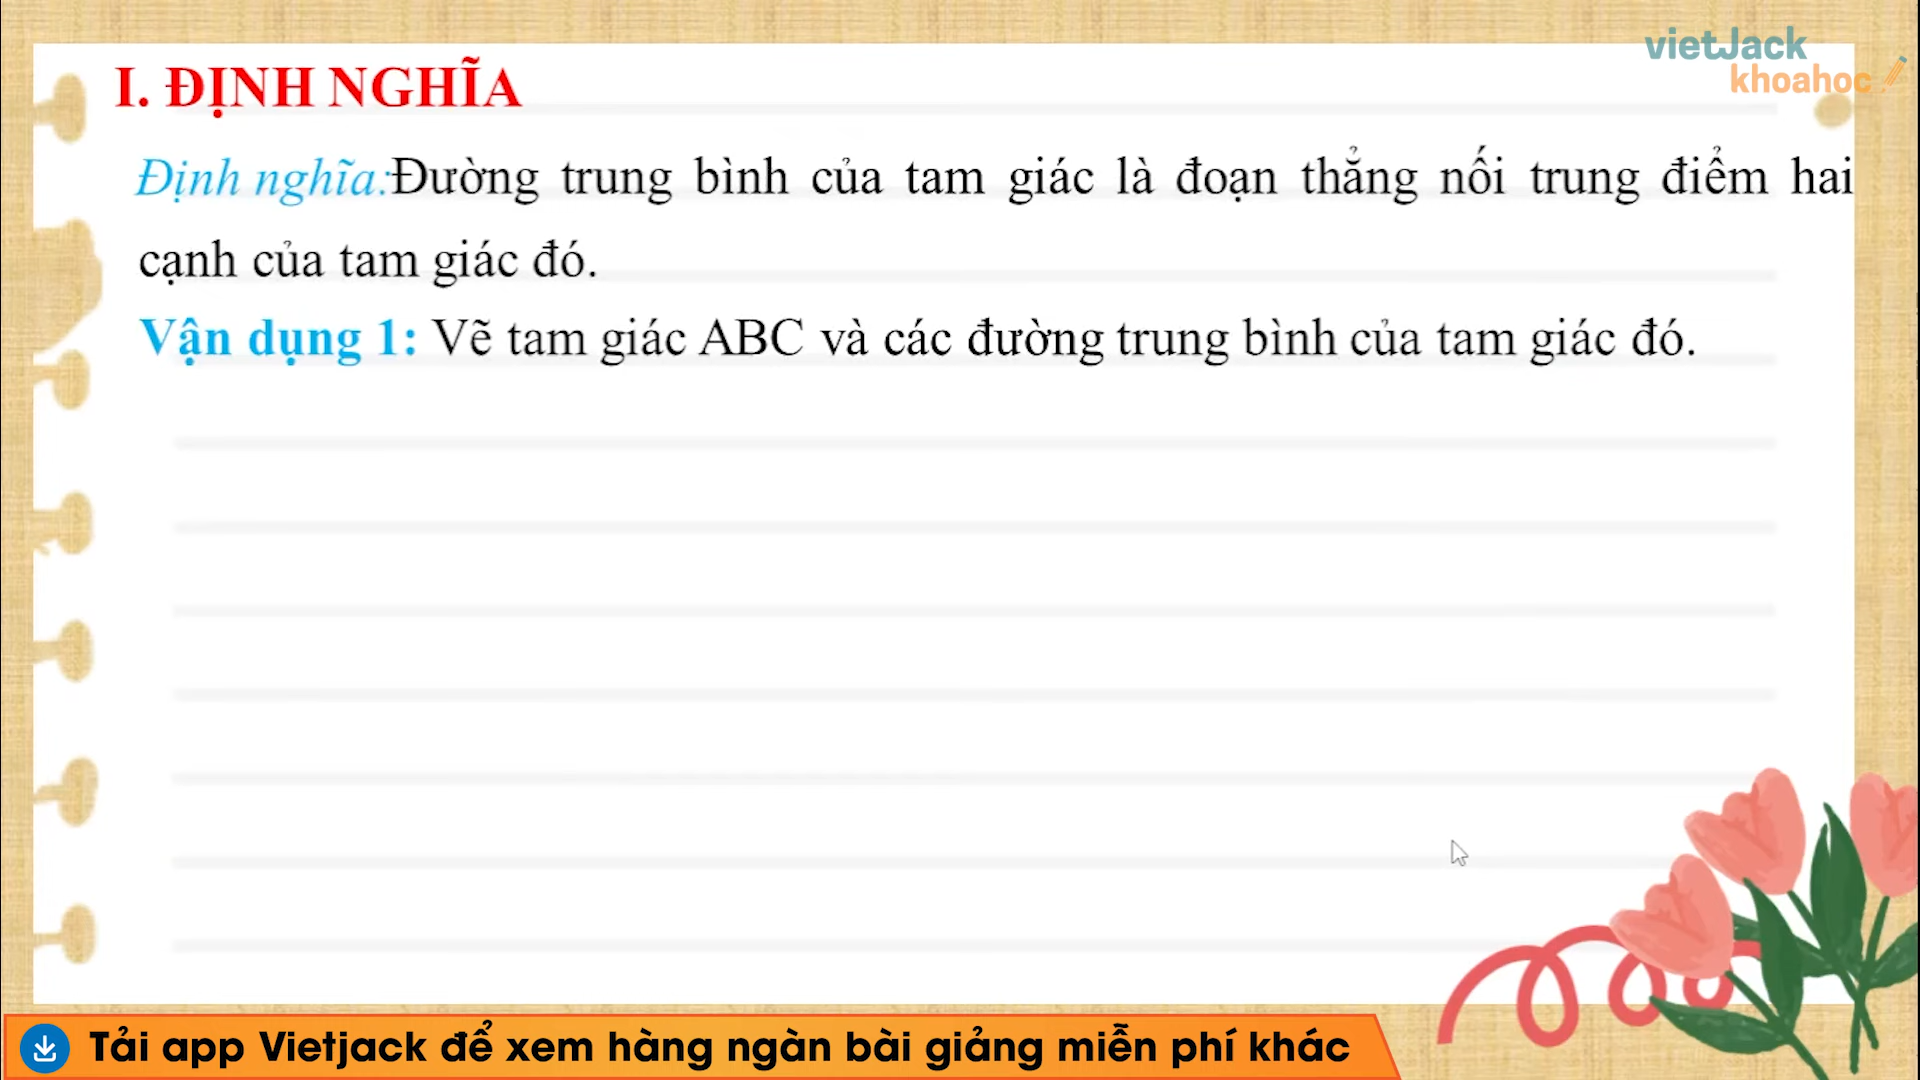 vietJack
khoahoc
I. ĐỊNH NGHĨA
Định nghĩa:Đường trung bình của tam giác là đoạn thẳng nối trung điểm hai
cạnh của tam giác đó.
Vận dụng 1: Vẽ tam giác ABC và các đường trung bình của tam giác đó.
Tải app Vietjack để xem hàng ngàn bài giảng miễn phí khác